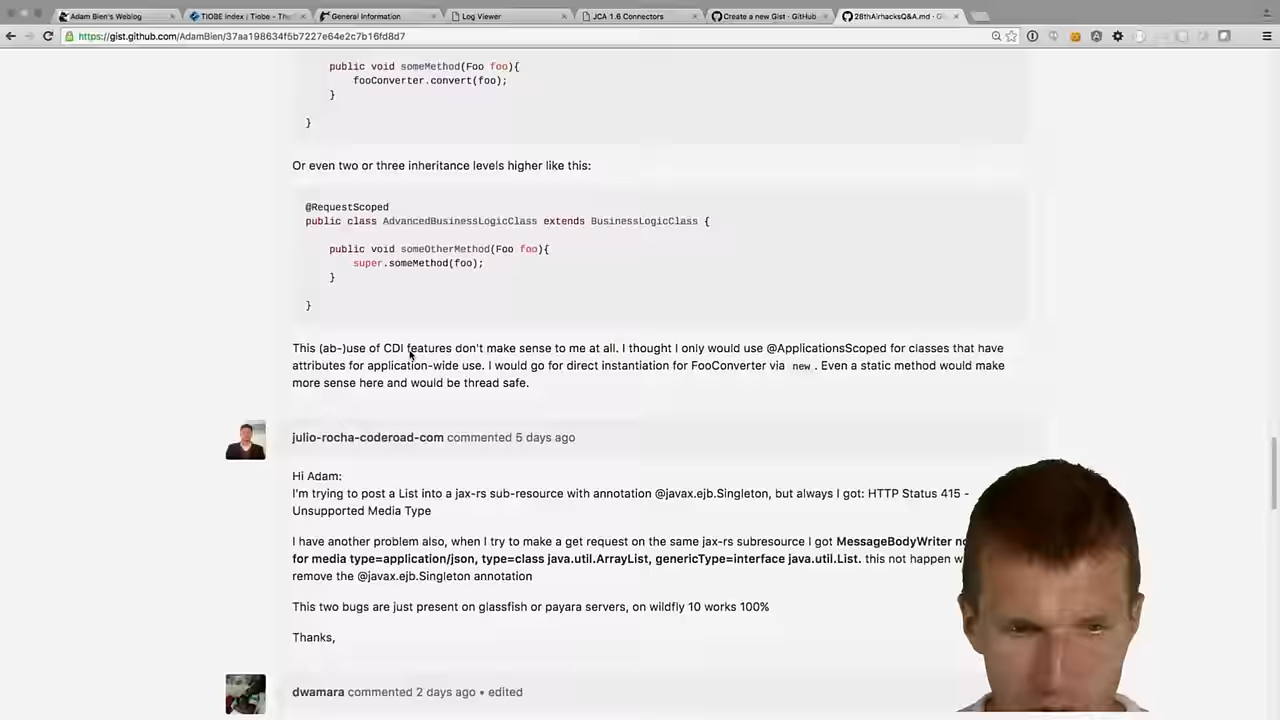 Adam Bien's Weblog
TIOBE Index | Tiobe - The
General Information
Log Viewer
JCA 1.6 Connectors
Create a new Gist · GitHub
28thAirhacksQ&A.md
https://gist.github.com/AdamBien/37aa198634f5b7227e64e2c7b16fd8d7
public void someMethod(Foo foo){
fooConverter.convert(foo);
}
}
Or even two or three inheritance levels higher like this:
@RequestScoped
public class AdvancedBusinessLogicClass extends BusinessLogicClass {
public void someOtherMethod(Foo foo){
super.someMethod(foo);
}
}
This (ab-)use of CDI features don't make sense to me at all. I thought I only would use @ApplicationsScoped for classes that have
attributes for application-wide use. I would go for direct instantiation for FooConverter via new . Even a static method would make
more sense here and would be thread safe.
julio-rocha-coderoad-com commented 5 days ago
Hi Adam:
I'm trying to post a List into a jax-rs sub-resource with annotation @javax.ejb.Singleton, but always I got: HTTP Status 415 -
Unsupported Media Type
I have another problem also, when I try to make a get request on the same jax-rs subresource I got MessageBodyWriter
for media type=application/json, type=class java.util.ArrayList, genericType=interface java.util.List. this not happen
remove the @javax.ejb.Singleton annotation
This two bugs are just present on glassfish or payara servers, on wildfly 10 works 100%
Thanks,
dwamara commented 2 days ago • edited